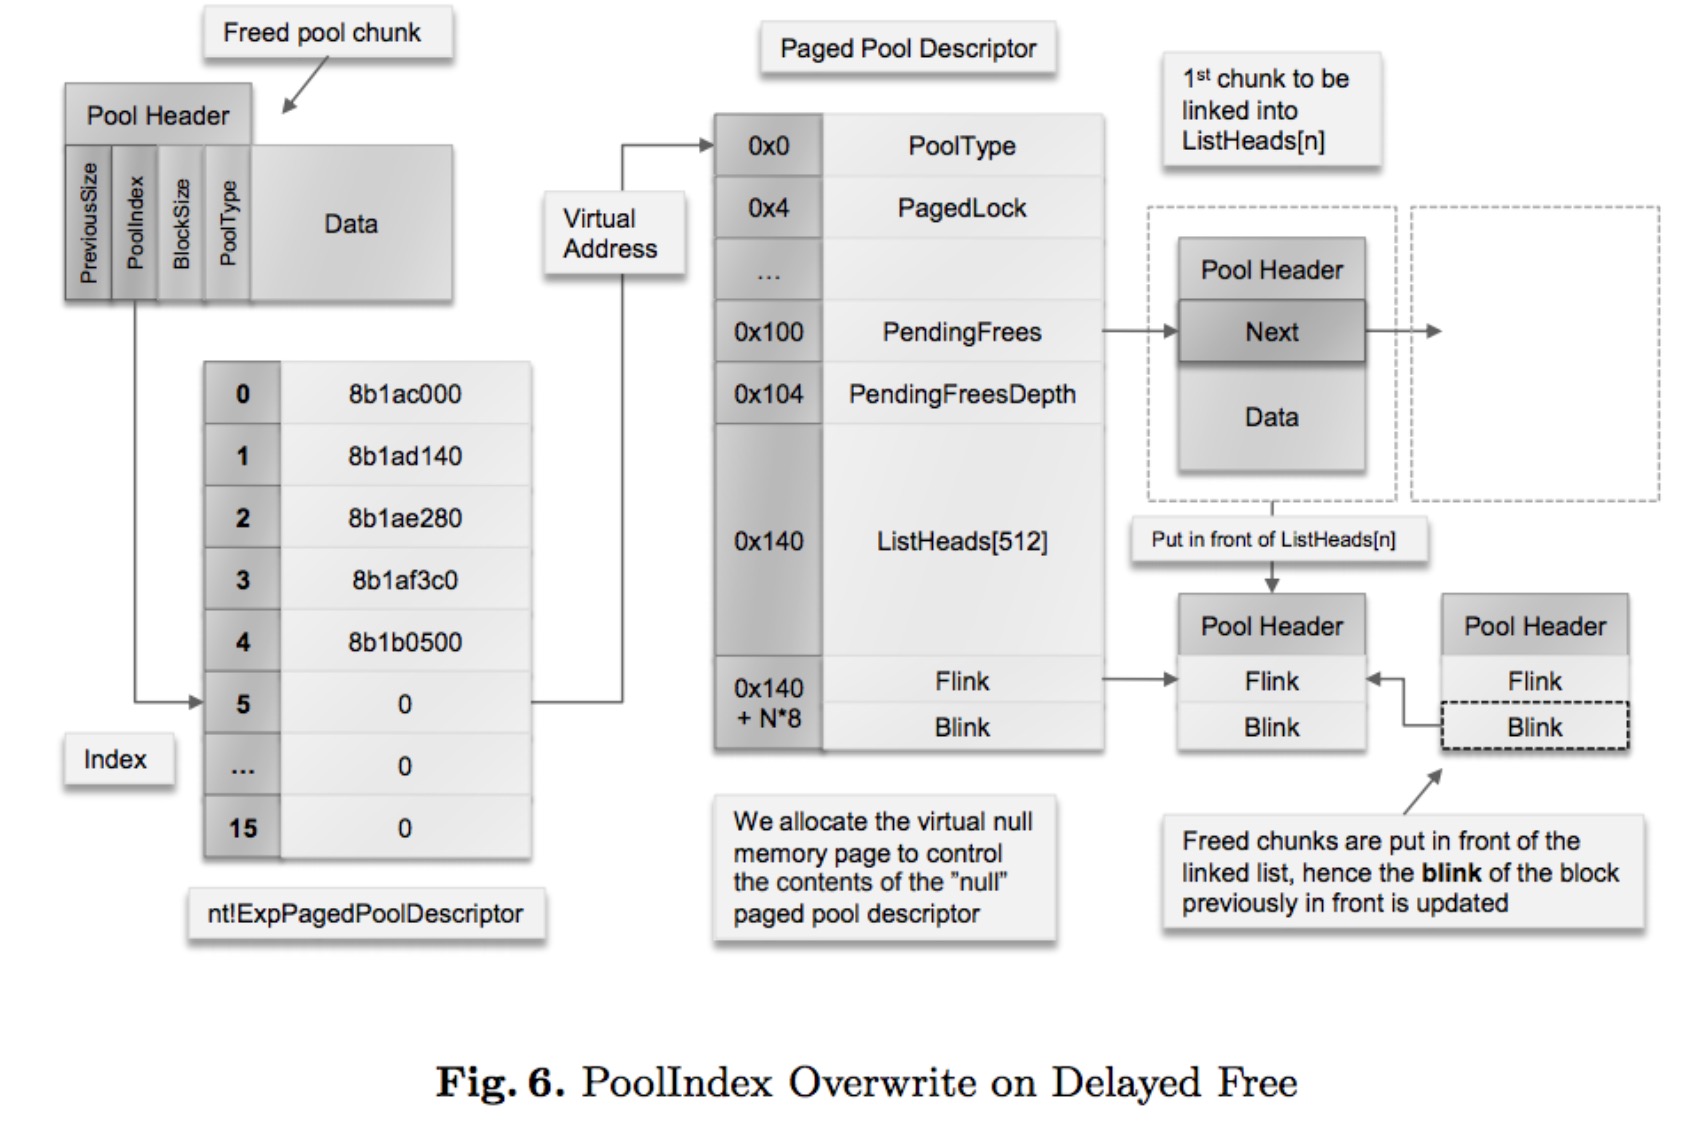 Freed pool chunk
Pool Header
PreviousSize
PoolIndex
BlockSize
PoolType
Data
0 8b1ac000
1 8b1ad140
2 8b1ae280
3 8b1af3c0
4 8b1b0500
5 0
... 0
15 0
Index
nt!ExpPagedPoolDescriptor
Virtual
Address
Paged Pool Descriptor
0x0 PoolType
0x4 PagedLock
...
0x100 PendingFrees
0x104 PendingFreesDepth
0x140 ListHeads[512]
0x140
+ N*8
Flink
Blink
We allocate the virtual null
memory page to control
the contents of the ”null”
paged pool descriptor
1st chunk to be
linked into
ListHeads[n]
Pool Header
Next
Data
Put in front of ListHeads[n]
Pool Header
Flink
Blink
Pool Header
Flink
Blink
Freed chunks are put in front of the
linked list, hence the blink of the block
previously in front is updated
Fig. 6. PoolIndex Overwrite on Delayed Free